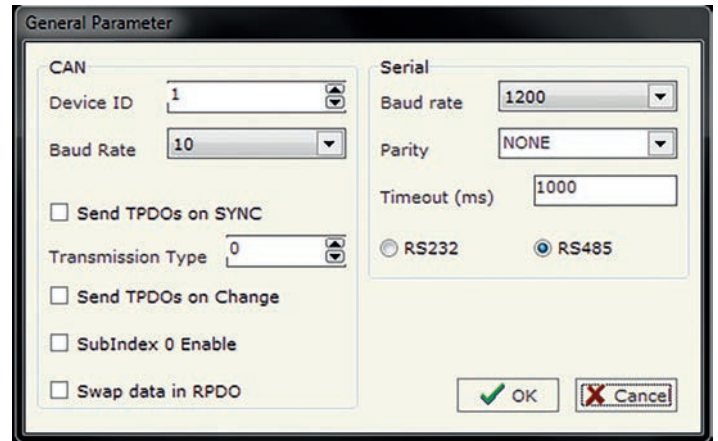 General Parameter
CAN
Device ID 1
Baud Rate 10
Send TPDOs on SYNC
Transmission Type 0
Send TPDOs on Change
SubIndex 0 Enable
Swap data in RPDO
Serial
Baud rate 1200
Parity NONE
Timeout (ms) 1000
RS232 RS485
OK Cancel